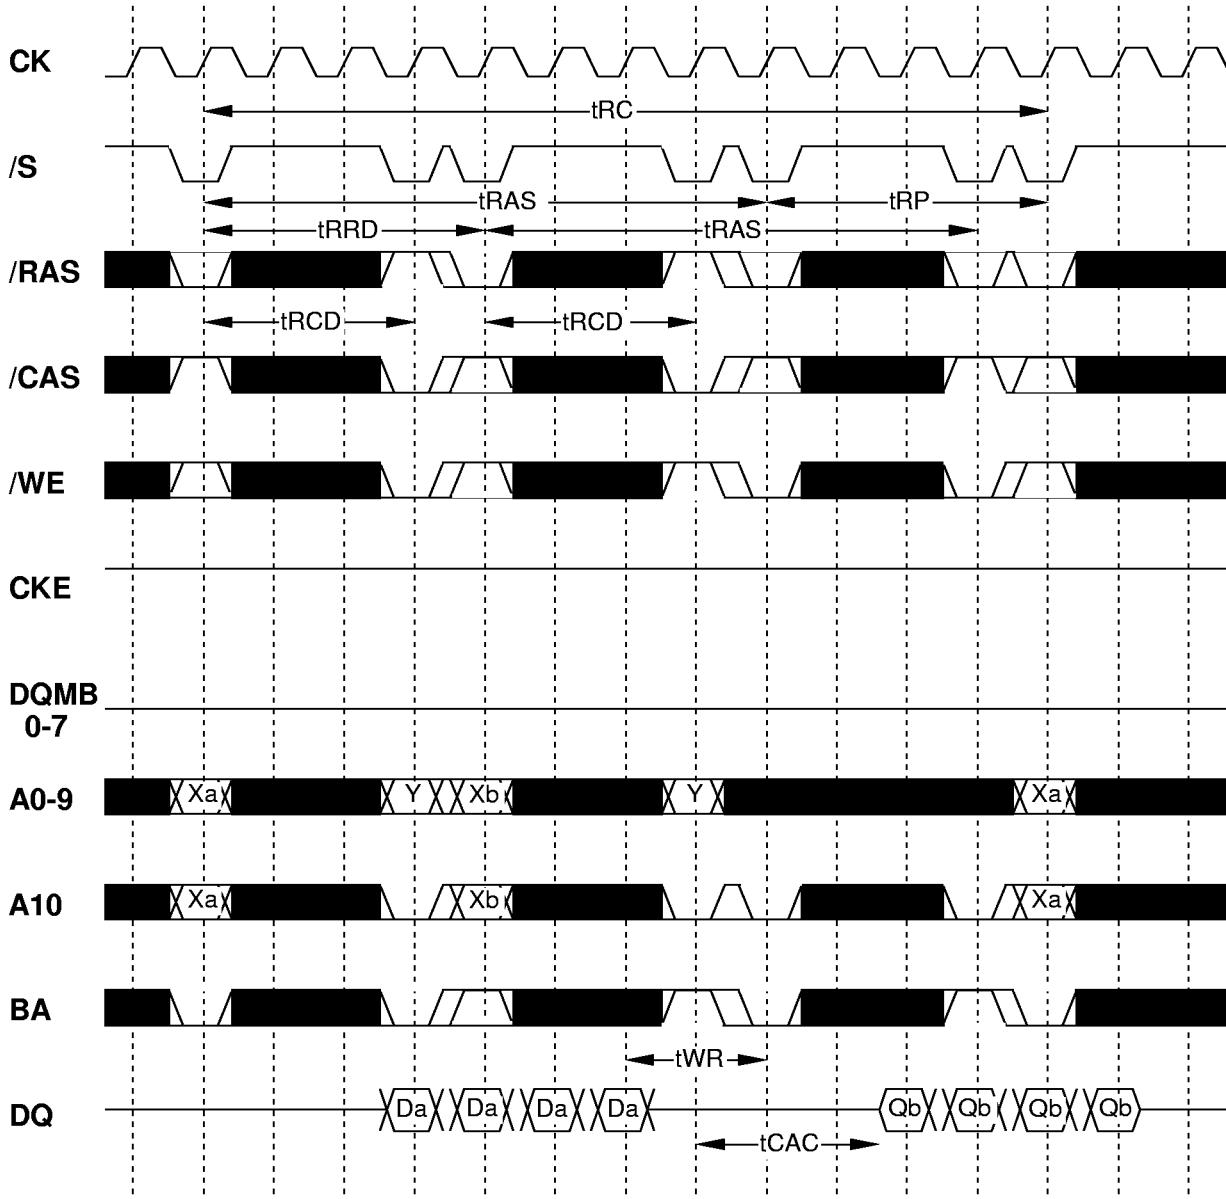 CK
tRC
/S
tRAS tRP
tRRD tRAS
/RAS
tRCD tRCD
/CAS
/WE
CKE
DQMB
0-7
A0-9 Xa Y Xb Y Xa
A10 Xa Xb Xa
BA
tWR
DQ Da Da Da Da Qb Qb Qb Qb
tCAC